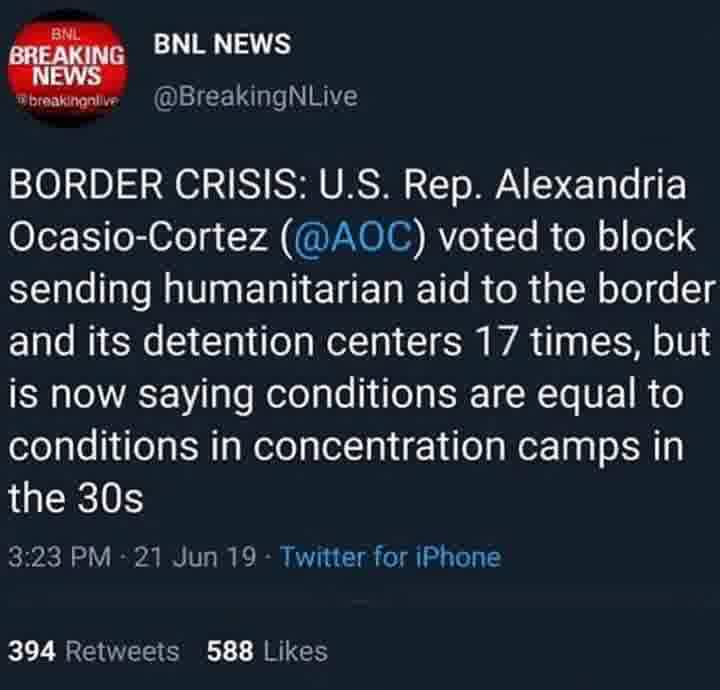 BNL
BREAKING
NEWS
@breakingnlive
BNL NEWS
@BreakingNLive
BORDER CRISIS: U.S. Rep. Alexandria
Ocasio-Cortez (@AOC) voted to block
sending humanitarian aid to the border
and its detention centers 17 times, but
is now saying conditions are equal to
conditions in concentration camps in
the 30s
3:23 PM · 21 Jun 19 · Twitter for iPhone
394 Retweets 588 Likes